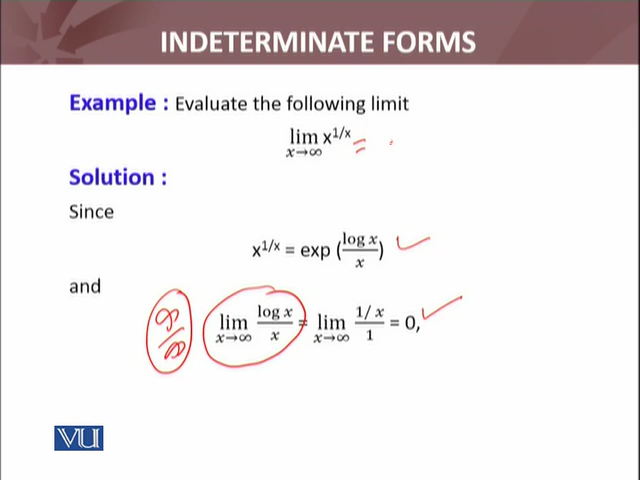 INDETERMINATE FORMS
Example : Evaluate the following limit
lim x→∞ x^1/x =
Solution :
Since
x^1/x = exp (log x / x)
and
∞/∞ lim x→∞ log x / x = lim x→∞ 1/x / 1 = 0,
VU